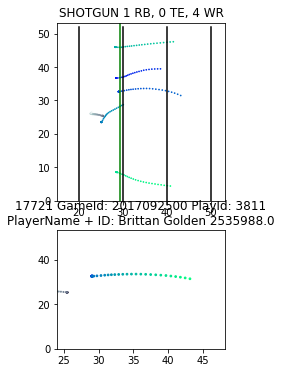 SHOTGUN 1 RB, 0 TE, 4 WR
50
40
30
20
10
0
20 30 40 50
17721 GameId: 2017092500 PlayId: 3811
PlayerName + ID: Brittan Golden 2535988.0
40
20
0
25 30 35 40 45